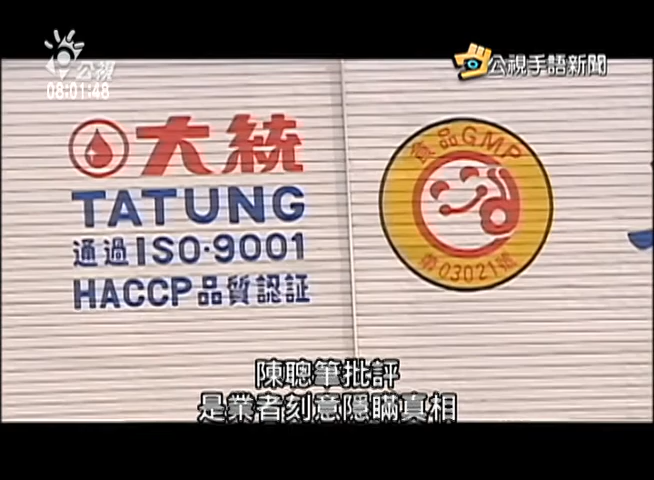 公視
08:01:48
公視手語新聞
大統
TATUNG
通過ISO·9001
HACCP品質認証
食品GMP
第03021號
陳聰筆批評
是業者刻意隱瞞真相